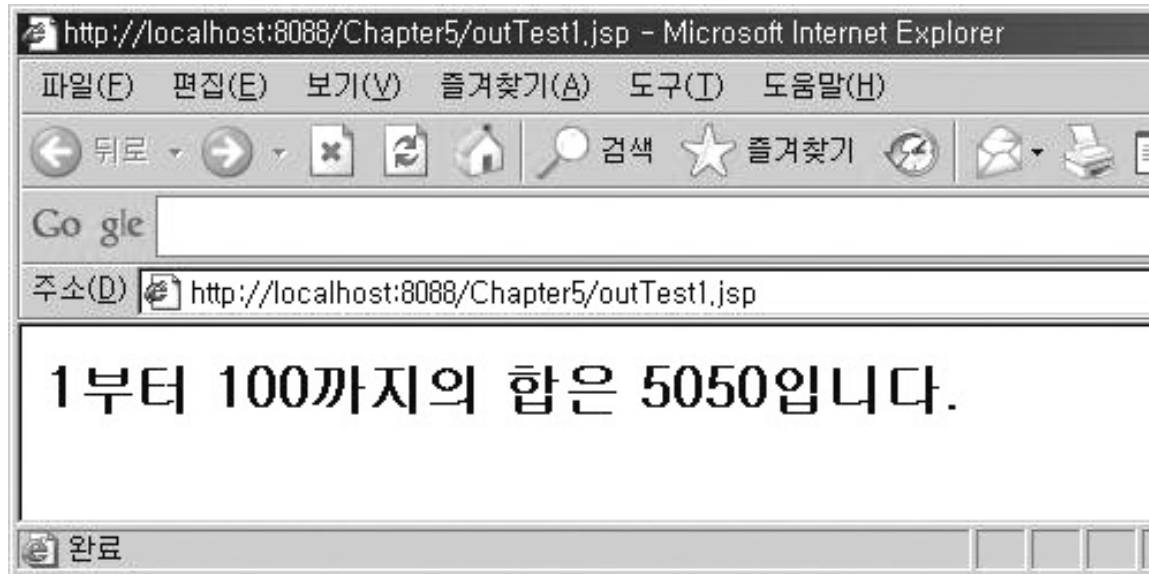 http://localhost:8088/Chapter5/outTest1.jsp - Microsoft Internet Explorer
파일(F) 편집(E) 보기(V) 즐겨찾기(A) 도구(T) 도움말(H)
뒤로 검색 즐겨찾기
Go gle
주소(D) http://localhost:8088/Chapter5/outTest1.jsp
1부터 100까지의 합은 5050입니다.
완료